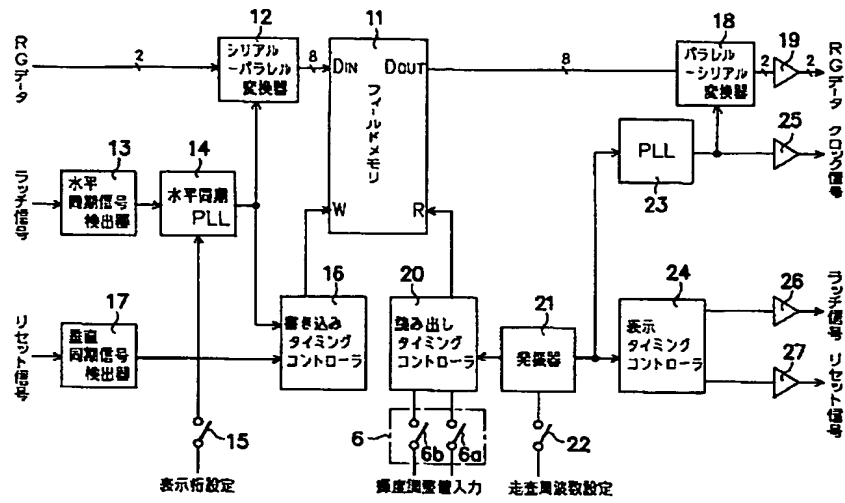 12
11
18
19
RGデータ
2
シリアル
ーパラレル
変換器
8
DIN
DOUT
フィールドメモリ
8
パラレル
ーシリアル
変換器
2
2
RGデータ
13
14
PLL
23
25
クロック信号
ラッチ信号
水平
同期信号
検出器
水平同期
PLL
W
R
16
20
21
24
26
ラッチ信号
リセット信号
17
垂直
同期信号
検出器
書き込み
タイミング
コントローラ
読み出し
タイミング
コントローラ
発振器
表示
タイミング
コントローラ
27
リセット信号
15
6
6b
6a
22
表示桁設定
輝度調整値入力
走査周波数設定